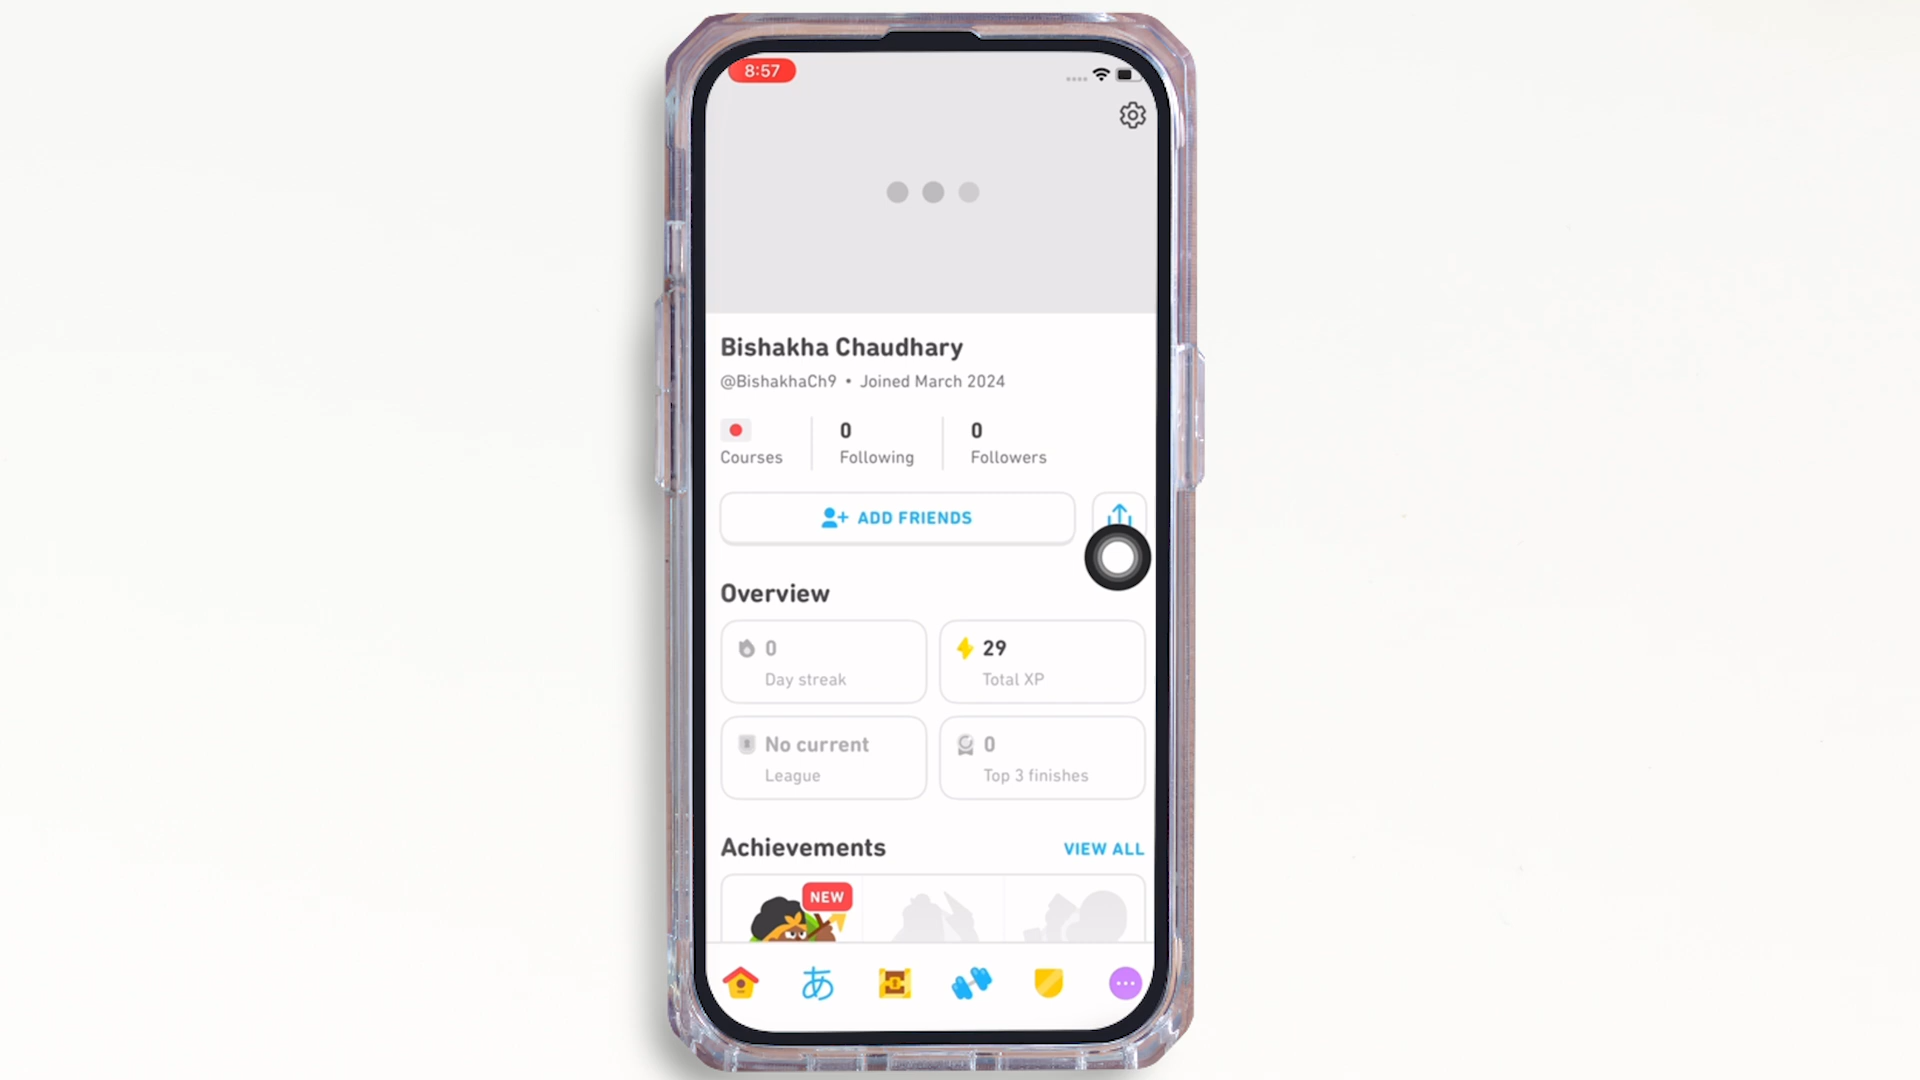 8:57
Bishakha Chaudhary
@BishakhaCh9 • Joined March 2024
0 0
Courses Following Followers
ADD FRIENDS
Overview
0 29
Day streak Total XP
No current 0
League Top 3 finishes
Achievements VIEW ALL
NEW
あ